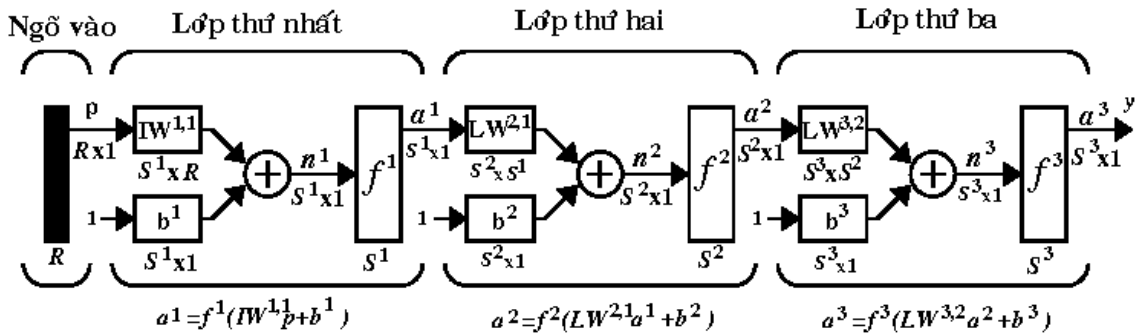 Ngõ vào Lớp thứ nhất Lớp thứ hai Lớp thứ ba
p a¹ a² a³ y
IW¹,¹ LW²,¹ LW³,²
Rx1 S¹x1 S²x1 S³x1
S¹xR n¹ f¹ S²xS¹ n² f² S³xS² n³ f³
S¹x1 S²x1 S³x1
1 b¹ 1 b² 1 b³
R S¹x1 S¹ S²x1 S² S³x1 S³
a¹=f¹(IW¹,¹p+b¹) a²=f²(LW²,¹a¹+b²) a³=f³(LW³,²a²+b³)